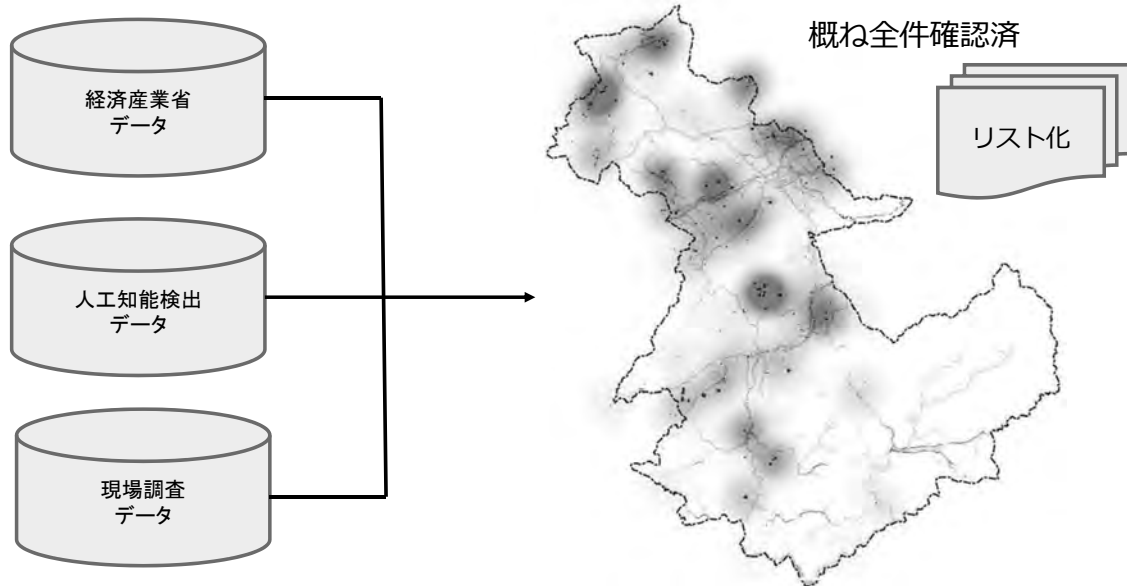 経済産業省
データ
人工知能検出
データ
現場調査
データ
概ね全件確認済
リスト化